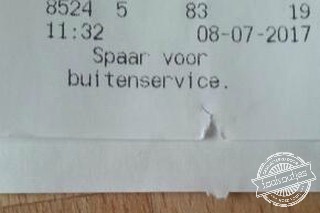 8524 5 83 19
11:32 08-07-2017
Spaar voor
buitenservice.